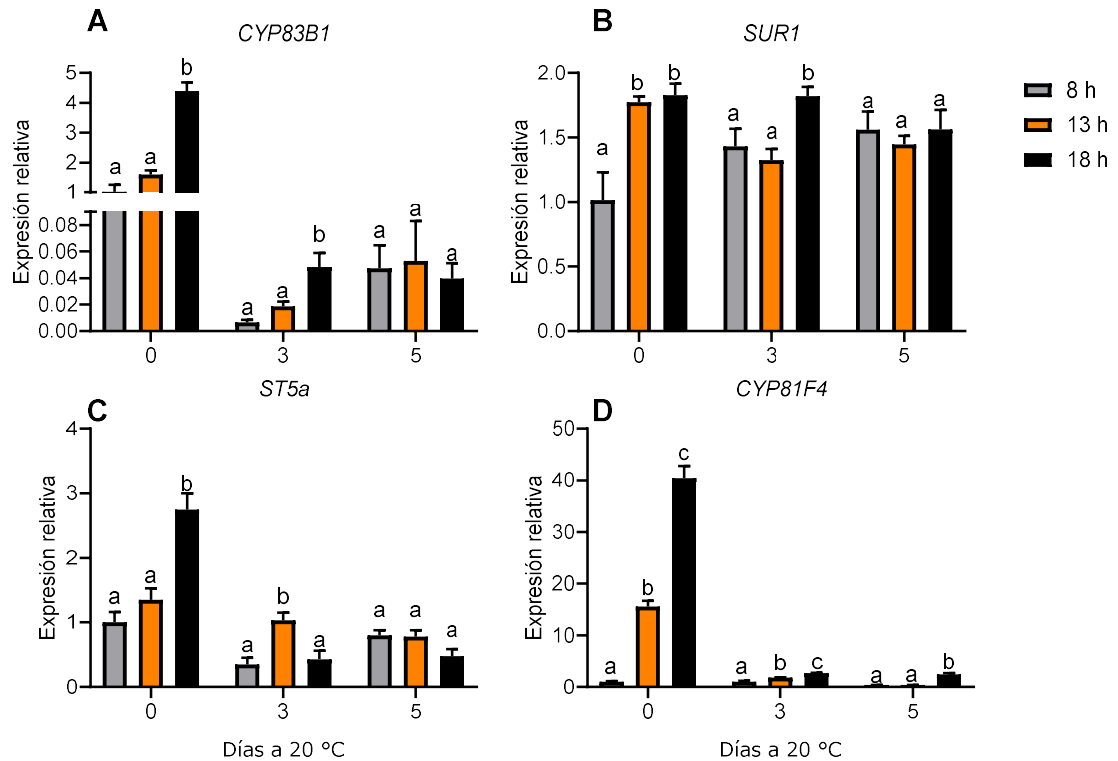 A
CYP83B1
Expresión relativa
5
4
3
2
1
0.08
0.06
0.04
0.02
0.00
a
a
b
a
a
b
a
a
a
0
3
5
B
SUR1
Expresión relativa
2.0
1.5
1.0
0.5
0.0
a
b
b
a
a
b
a
a
a
0
3
5
8 h
13 h
18 h
C
ST5a
Expresión relativa
4
3
2
1
0
a
a
b
a
b
a
a
a
a
0
3
5
Días a 20 °C
D
CYP81F4
Expresión relativa
50
40
30
20
10
0
a
b
c
a
b
c
a
a
b
0
3
5
Días a 20 °C